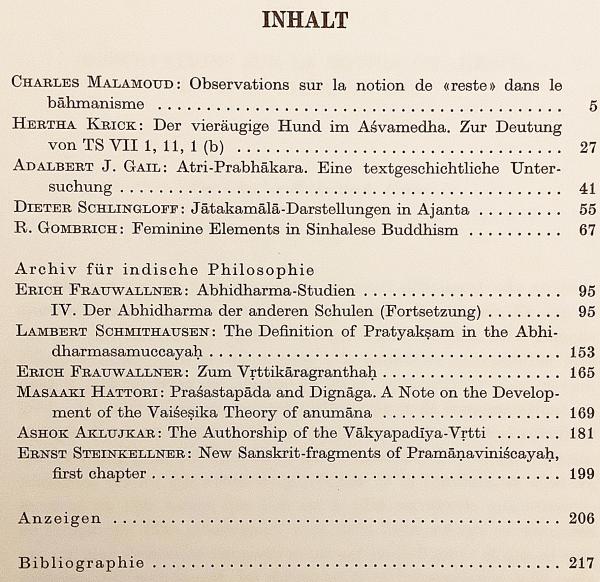 INHALT
CHARLES MALAMOUD: Observations sur la notion de «reste» dans le
bāhmanisme ........ 5
HERTHA KRICK: Der vieräugige Hund im Aśvamedha. Zur Deutung
von TS VII 1, 11, 1 (b) ........ 27
ADALBERT J. GAIL: Atri-Prabhākara. Eine textgeschichtliche Unter-
suchung ........ 41
DIETER SCHLINGLOFF: Jātakamālā-Darstellungen in Ajanta ........ 55
R. GOMBRICH: Feminine Elements in Sinhalese Buddhism ........ 67
Archiv für indische Philosophie
ERICH FRAUWALLNER: Abhidharma-Studien ........ 95
IV. Der Abhidharma der anderen Schulen (Fortsetzung) ........ 95
LAMBERT SCHMITHAUSEN: The Definition of Pratyakṣam in the Abhi-
dharmasamuccayaḥ ........ 153
ERICH FRAUWALLNER: Zum Vṛttikāragranthaḥ ........ 165
MASAAKI HATTORI: Praśastapāda and Dignāga. A Note on the Develop-
ment of the Vaiśeṣika Theory of anumāna ........ 169
ASHOK AKLUJKAR: The Authorship of the Vākyapadīya-Vṛtti ........ 181
ERNST STEINKELLNER: New Sanskrit-fragments of Pramāṇaviniścayaḥ,
first chapter ........ 199
Anzeigen ........ 206
Bibliographie ........ 217